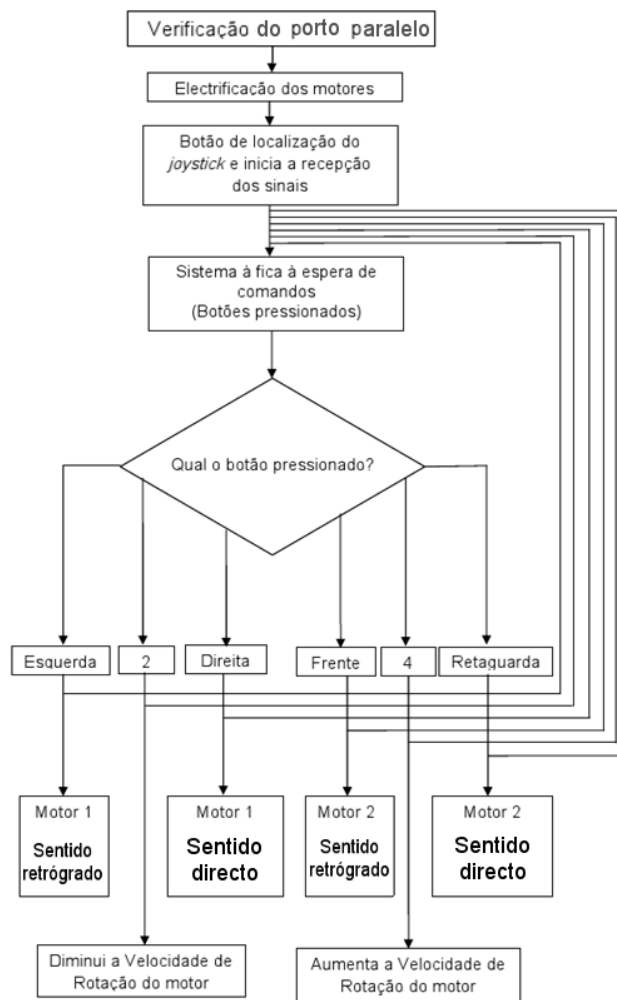 Verificação do porto paralelo
Electrificação dos motores
Botão de localização do
joystick e inicia a recepção
dos sinais
Sistema à fica à espera de
comandos
(Botões pressionados)
Qual o botão pressionado?
Esquerda
2
Direita
Frente
4
Retaguarda
Motor 1
Sentido
retrógrado
Motor 1
Sentido
directo
Motor 2
Sentido
retrógrado
Motor 2
Sentido
directo
Diminui a Velocidade de
Rotação do motor
Aumenta a Velocidade de
Rotação do motor